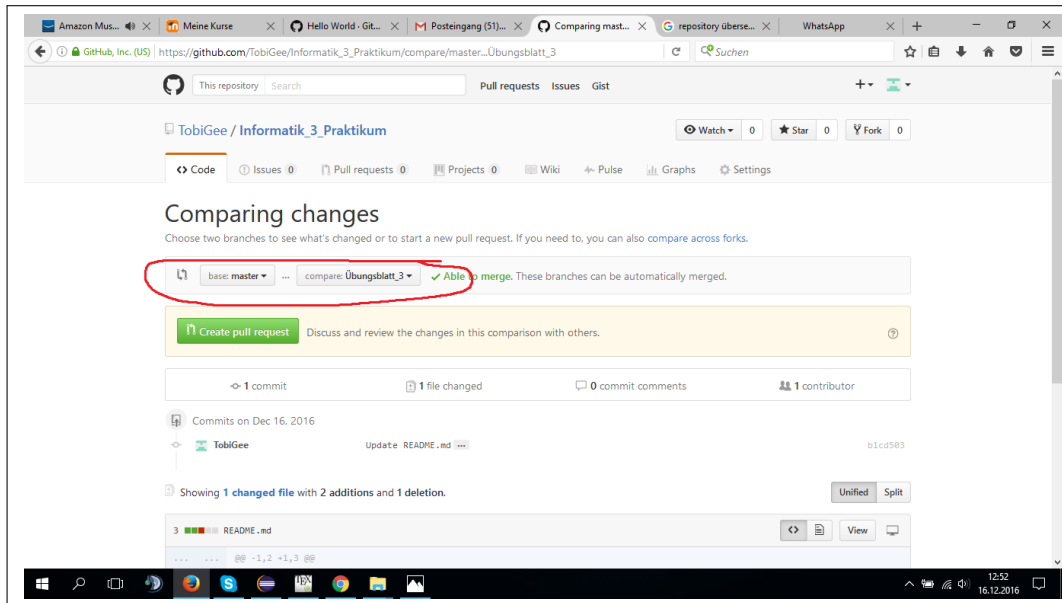 Amazon Mus...
Meine Kurse
Hello World · Git...
Posteingang (51)...
Comparing mast...
G repository überse...
WhatsApp
GitHub, Inc. (US)
https://github.com/TobiGee/Informatik_3_Praktikum/compare/master...Übungsblatt_3
Suchen
This repository Search
Pull requests Issues Gist
TobiGee / Informatik_3_Praktikum
Watch 0 Star 0 Fork 0
Code Issues 0 Pull requests 0 Projects 0 Wiki Pulse Graphs Settings
Comparing changes
Choose two branches to see what's changed or to start a new pull request. If you need to, you can also compare across forks.
base: master ... compare: Übungsblatt_3 ✓ Able to merge. These branches can be automatically merged.
Create pull request Discuss and review the changes in this comparison with others.
1 commit 1 file changed 0 commit comments 1 contributor
Commits on Dec 16, 2016
TobiGee Update README.md ... b1cd503
Showing 1 changed file with 2 additions and 1 deletion. Unified Split
3 README.md <> View
... ... @@ -1,2 +1,3 @@
12:52
16.12.2016